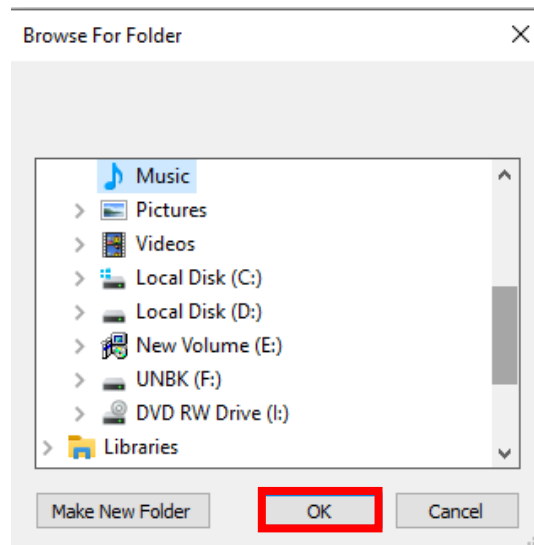 Browse For Folder
Music
Pictures
Videos
Local Disk (C:)
Local Disk (D:)
New Volume (E:)
UNBK (F:)
DVD RW Drive (I:)
Libraries
Make New Folder OK Cancel